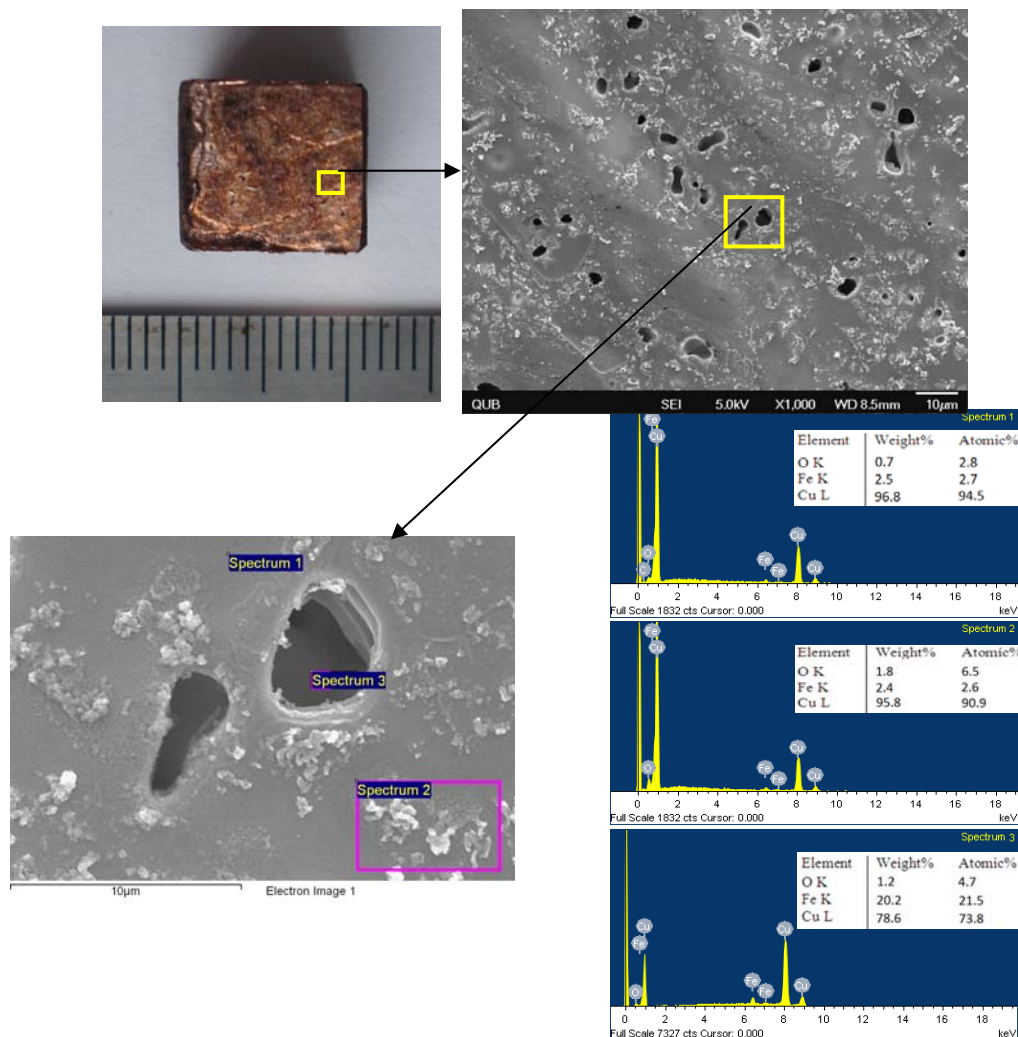 QUB SEI 5.0kV X1,000 WD 8.5mm 10µm
Spectrum 1
Element Weight% Atomic%
O K 0.7 2.8
Fe K 2.5 2.7
Cu L 96.8 94.5
Fe
Cu
O
C
Fe
Fe
Cu
Cu
0 2 4 6 8 10 12 14 16 18
Full Scale 1832 cts Cursor: 0.000 keV
Spectrum 1
Spectrum 3
Spectrum 2
10µm Electron Image 1
Spectrum 2
Element Weight% Atomic%
O K 1.8 6.5
Fe K 2.4 2.6
Cu L 95.8 90.9
Fe
Cu
O
Fe
Fe
Cu
Cu
0 2 4 6 8 10 12 14 16 18
Full Scale 1832 cts Cursor: 0.000 keV
Spectrum 3
Element Weight% Atomic%
O K 1.2 4.7
Fe K 20.2 21.5
Cu L 78.6 73.8
Cu
Fe
O
Fe
Fe
Cu
Cu
0 2 4 6 8 10 12 14 16 18
Full Scale 7327 cts Cursor: 0.000 keV